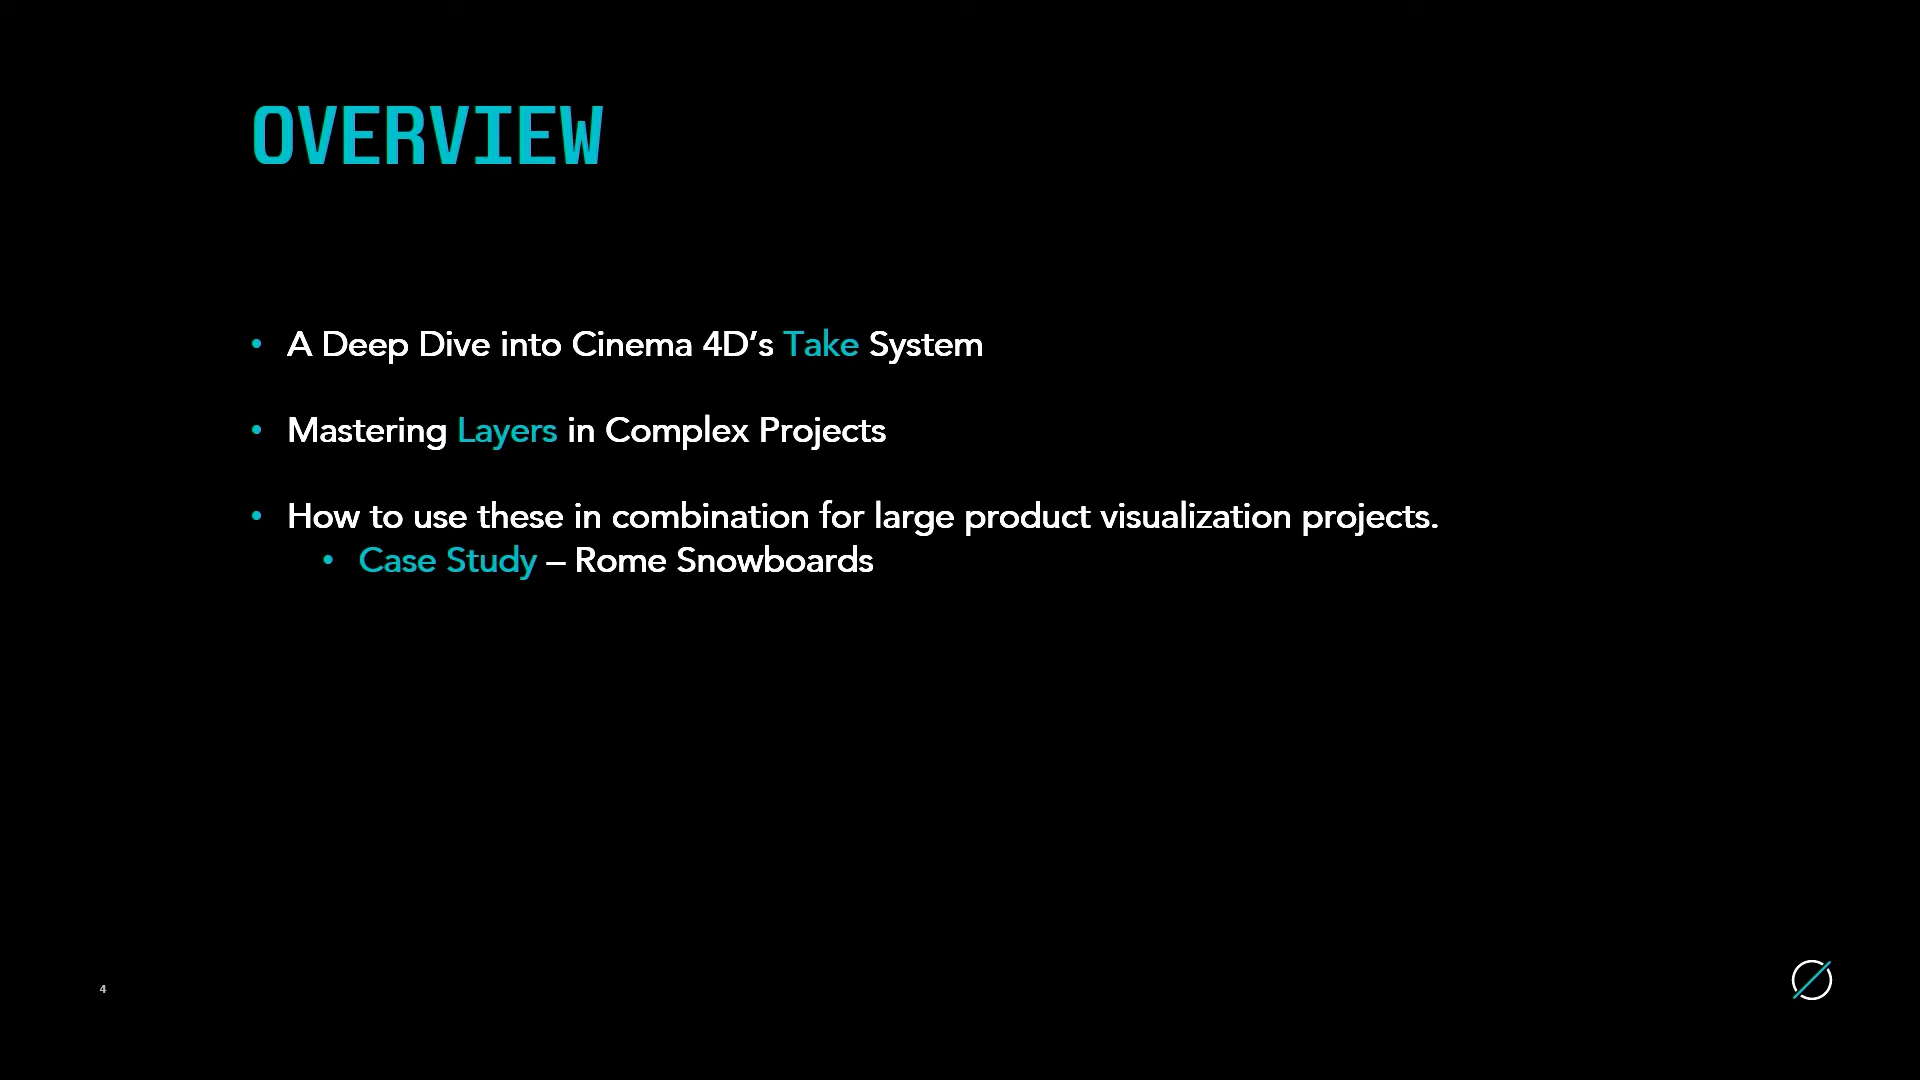 OVERVIEW
• A Deep Dive into Cinema 4D’s Take System
• Mastering Layers in Complex Projects
• How to use these in combination for large product visualization projects.
• Case Study – Rome Snowboards
4